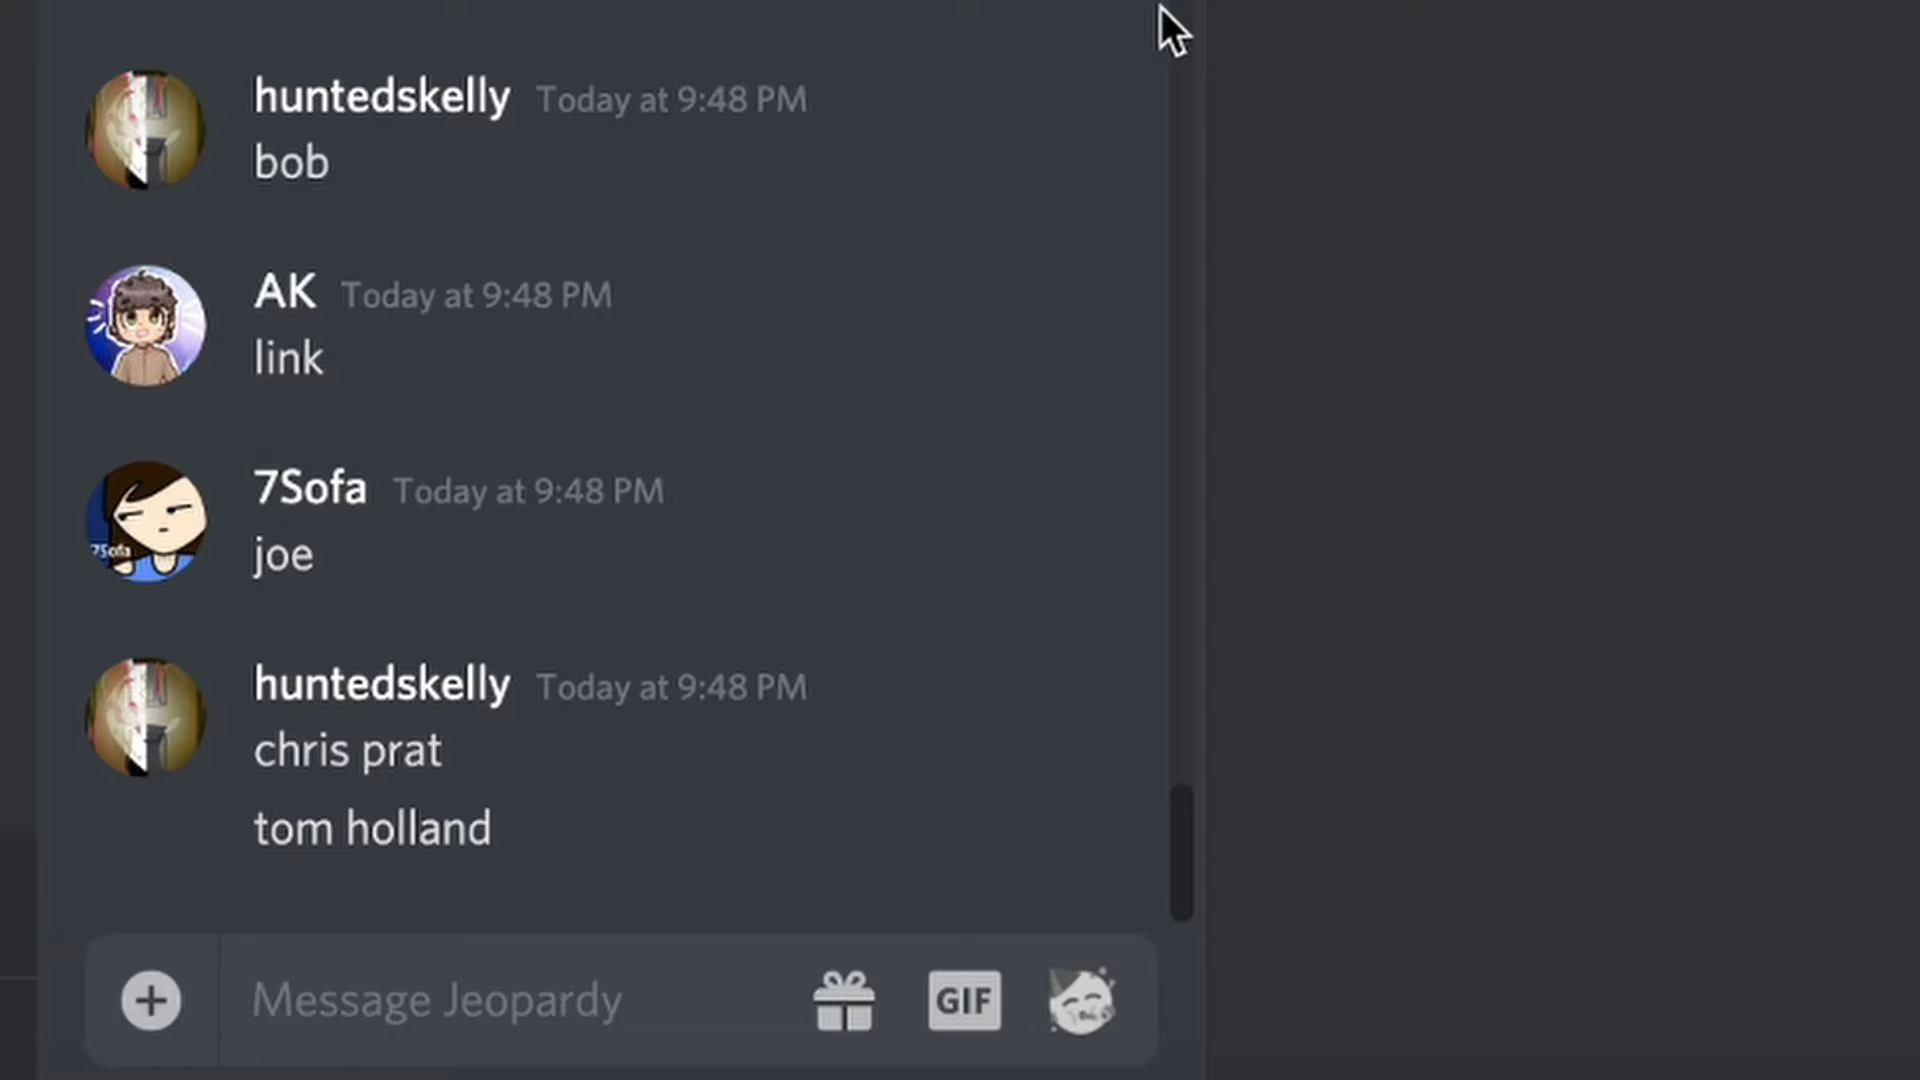 huntedskelly Today at 9:48 PM
bob
AK Today at 9:48 PM
link
7Sofa Today at 9:48 PM
7Sofa
joe
huntedskelly Today at 9:48 PM
chris prat
tom holland
Message Jeopardy GIF